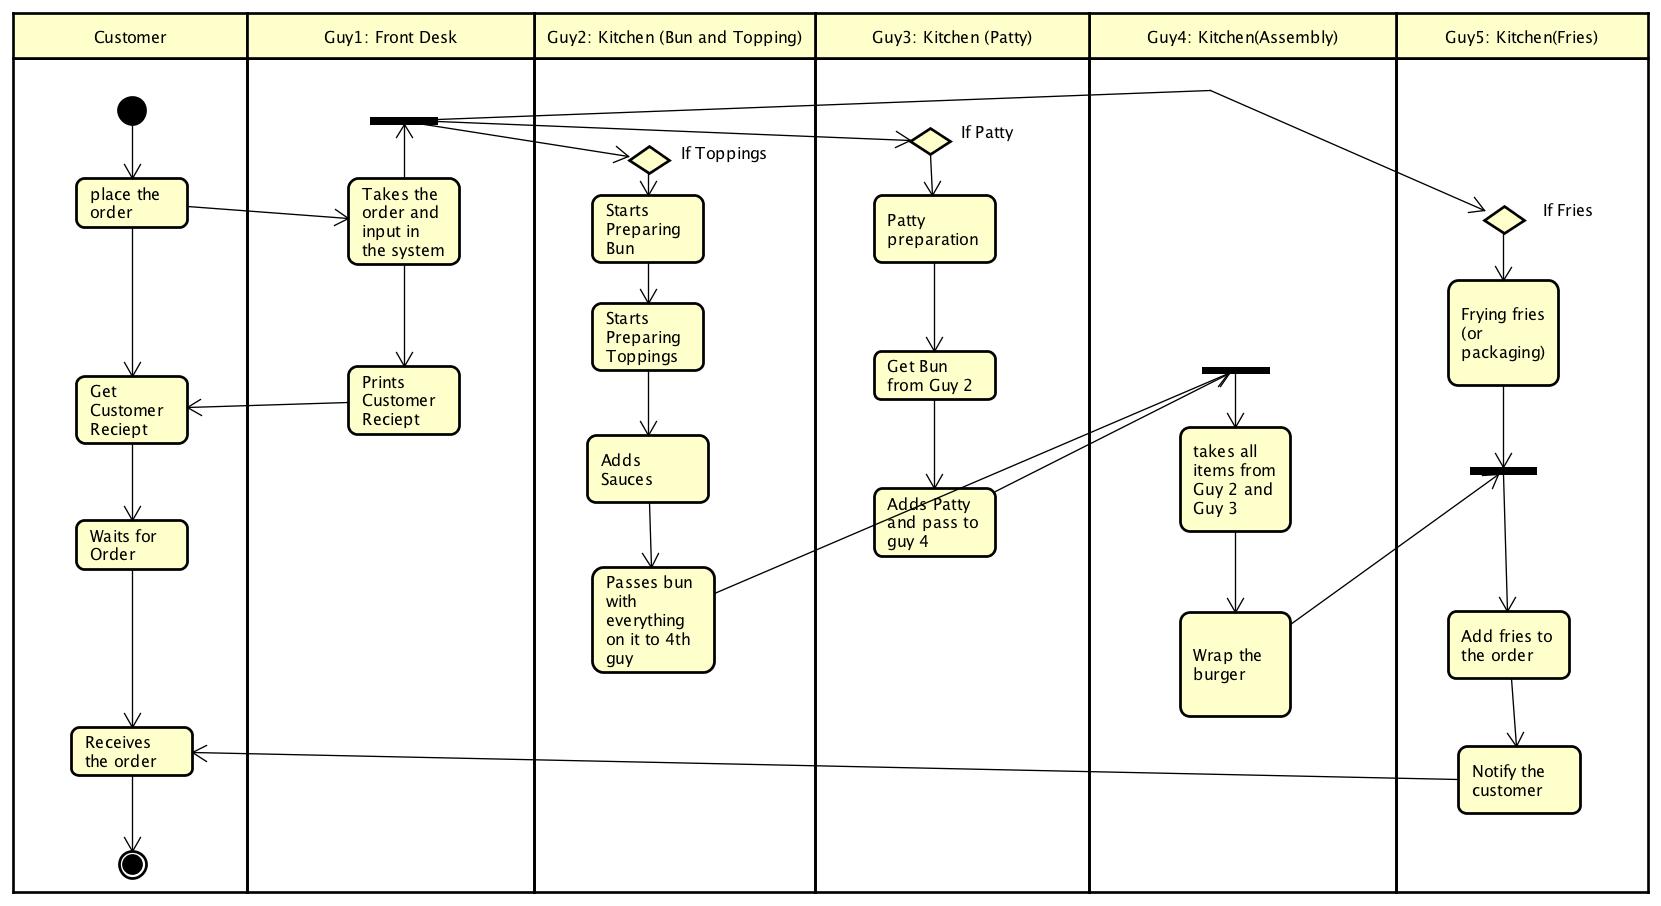 Customer
Guy1: Front Desk
Guy2: Kitchen (Bun and Topping)
Guy3: Kitchen (Patty)
Guy4: Kitchen(Assembly)
Guy5: Kitchen(Fries)
place the
order
Get
Customer
Reciept
Waits for
Order
Receives
the order
Takes the
order and
input in
the system
Prints
Customer
Reciept
If Toppings
Starts
Preparing
Bun
Starts
Preparing
Toppings
Adds
Sauces
Passes bun
with
everything
on it to 4th
guy
If Patty
Patty
preparation
Get Bun
from Guy 2
Adds Patty
and pass to
guy 4
takes all
items from
Guy 2 and
Guy 3
Wrap the
burger
If Fries
Frying fries
(or
packaging)
Add fries to
the order
Notify the
customer